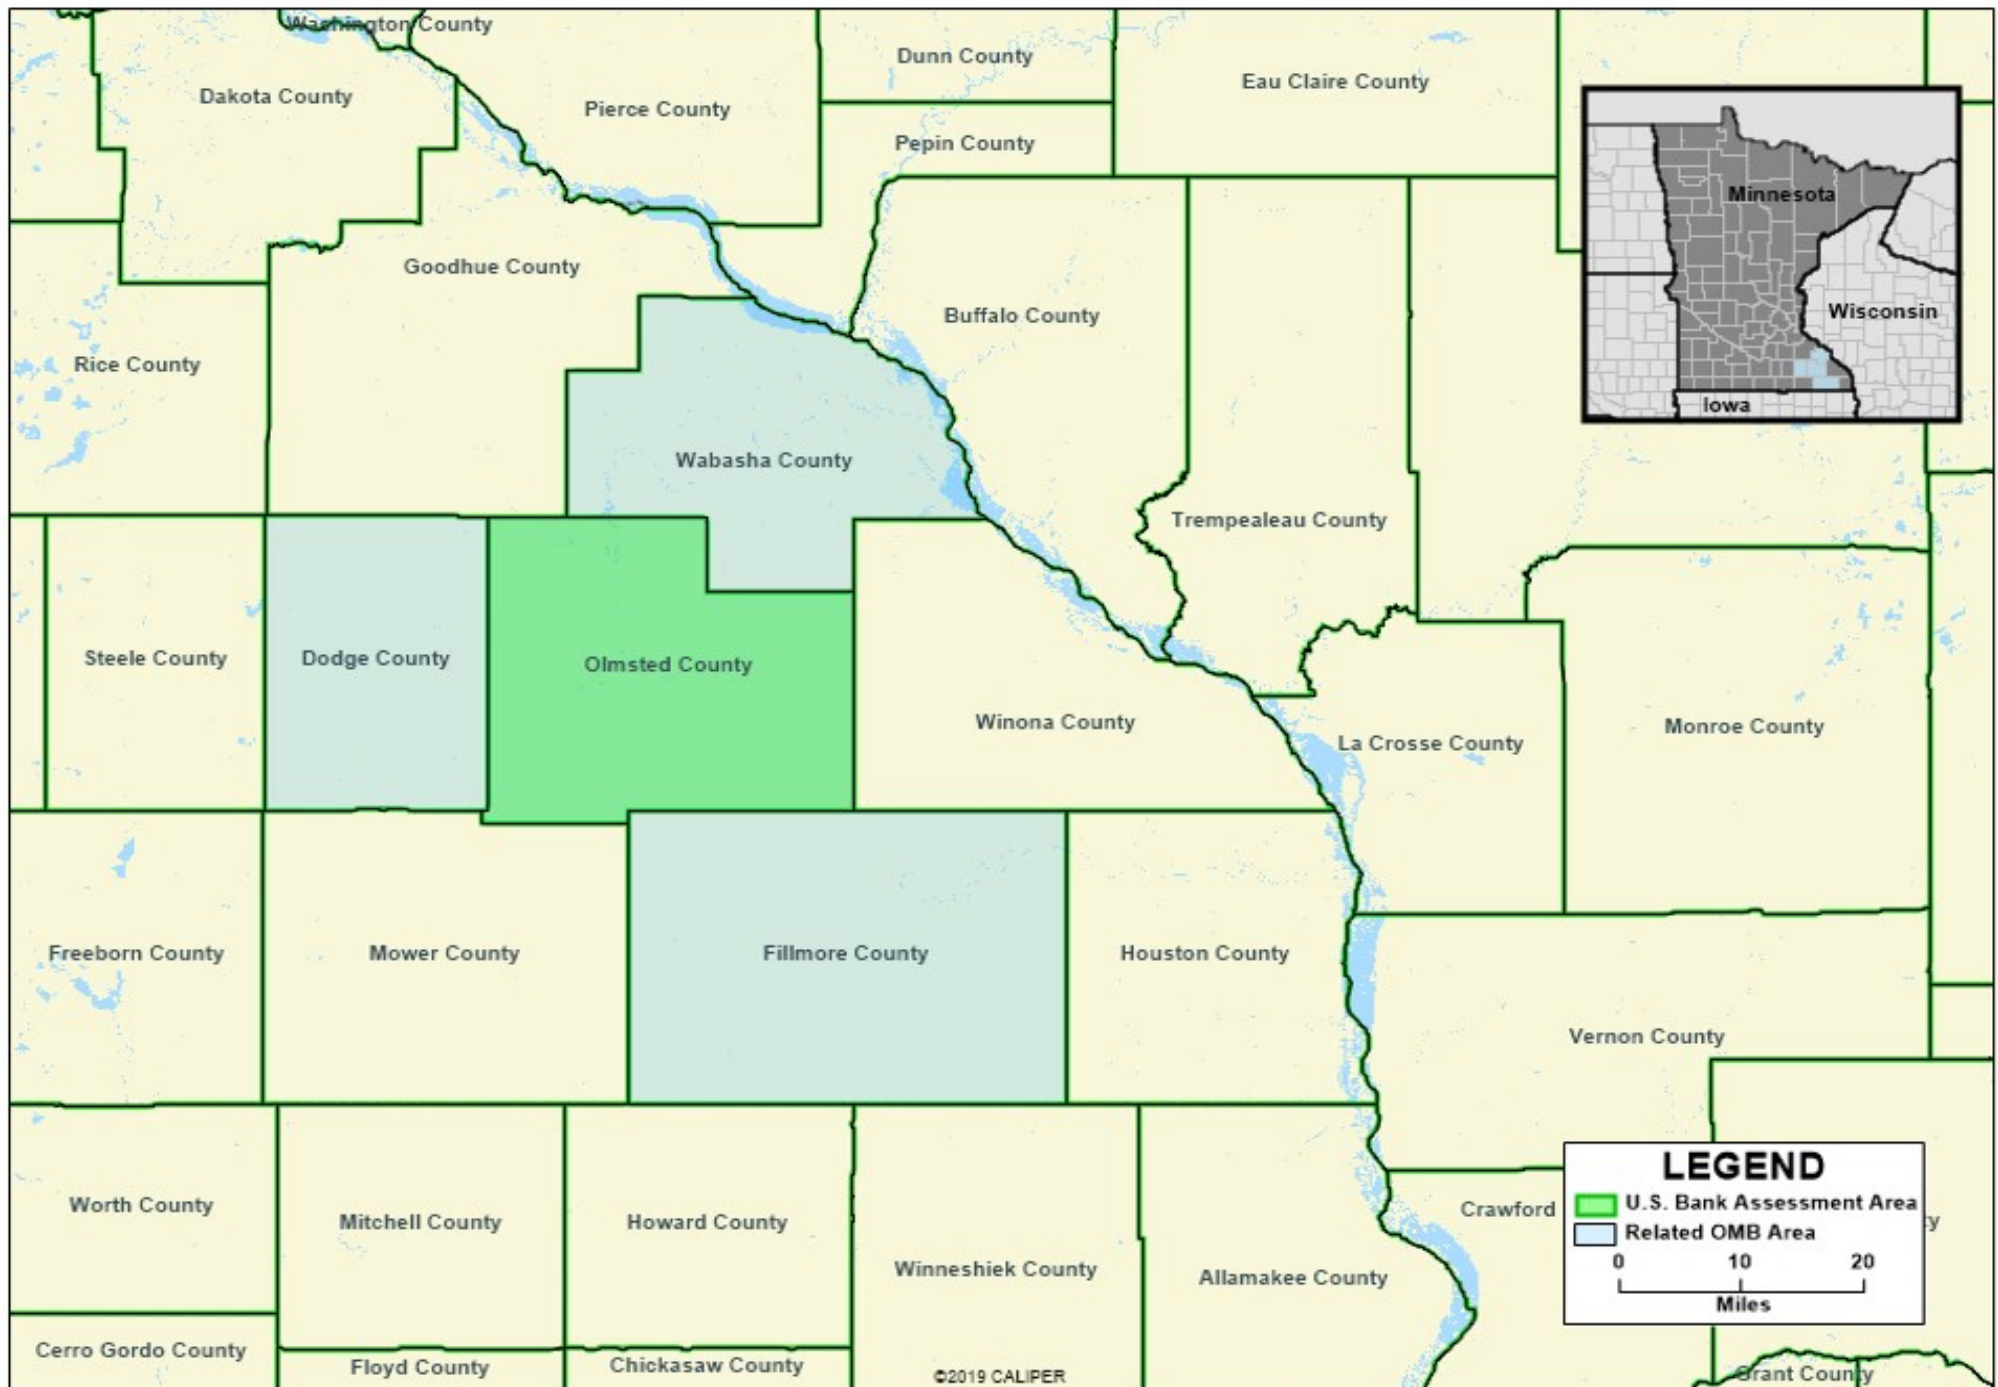 Washington County
Dunn County
Eau Claire County
Dakota County
Pierce County
Pepin County
Minnesota
Goodhue County
Buffalo County
Wisconsin
Rice County
Iowa
Wabasha County
Trempealeau County
Steele County
Dodge County
Olmsted County
Winona County
La Crosse County
Monroe County
Freeborn County
Mower County
Fillmore County
Houston County
Vernon County
LEGEND
U.S. Bank Assessment Area
Related OMB Area
0 10 20
Miles
Worth County
Mitchell County
Howard County
Crawford
Winneshiek County
Allamakee County
Cerro Gordo County
Floyd County
Chickasaw County
©2019 CALIPER
Grant County